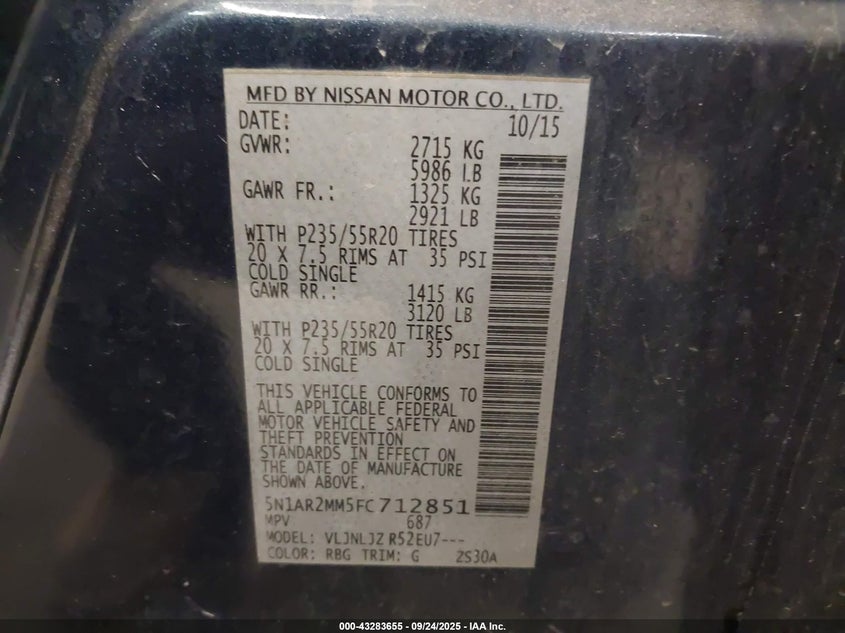 MFD BY NISSAN MOTOR CO., LTD.
DATE: 10/15
GVWR: 2715 KG
5986 LB
GAWR FR.: 1325 KG
2921 LB
WITH P235/55R20 TIRES
20 X 7.5 RIMS AT 35 PSI
COLD SINGLE
GAWR RR.: 1415 KG
3120 LB
WITH P235/55R20 TIRES
20 X 7.5 RIMS AT 35 PSI
COLD SINGLE
THIS VEHICLE CONFORMS TO
ALL APPLICABLE FEDERAL
MOTOR VEHICLE SAFETY AND
THEFT PREVENTION
STANDARDS IN EFFECT ON
THE DATE OF MANUFACTURE
SHOWN ABOVE.
5N1AR2MM5FC712851
MPV 687
MODEL: VLJNLJZ R52EU7---
COLOR: RBG TRIM: G 2S30A
000-43283655 - 09/24/2025 - IAA Inc.